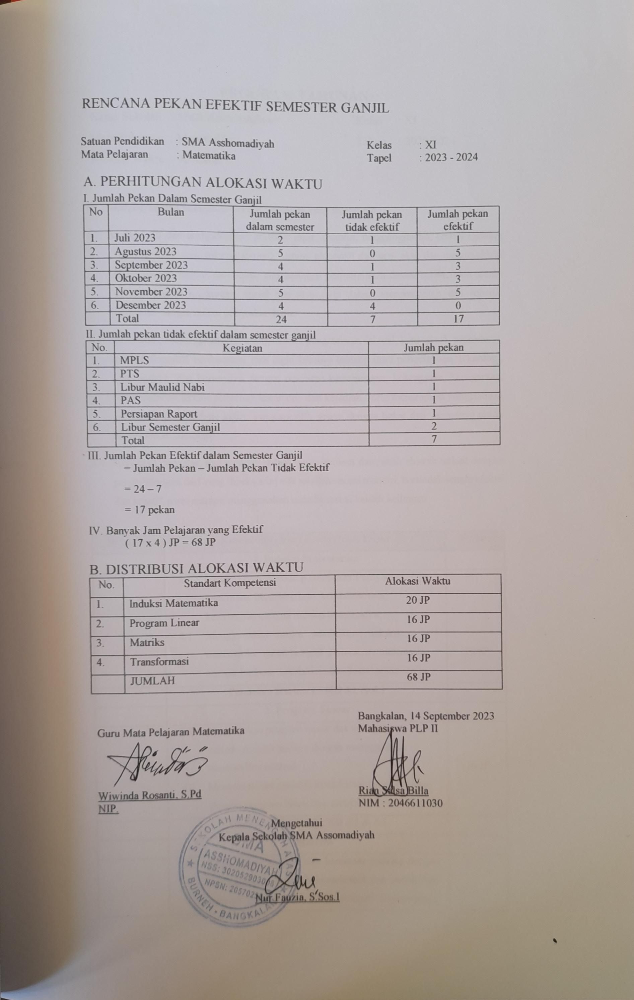 RENCANA PEKAN EFEKTIF SEMESTER GANJIL
Satuan Pendidikan : SMA Asshomadiyah Kelas : XI
Mata Pelajaran : Matematika Tapel : 2023 - 2024
A. PERHITUNGAN ALOKASI WAKTU
I. Jumlah Pekan Dalam Semester Ganjil
No Bulan Jumlah pekan dalam semester Jumlah pekan tidak efektif Jumlah pekan efektif
1. Juli 2023 2 1 1
2. Agustus 2023 5 0 5
3. September 2023 4 1 3
4. Oktober 2023 4 1 3
5. November 2023 5 0 5
6. Desember 2023 4 4 0
Total 24 7 17
II. Jumlah pekan tidak efektif dalam semester ganjil
No. Kegiatan Jumlah pekan
1. MPLS 1
2. PTS 1
3. Libur Maulid Nabi 1
4. PAS 1
5. Persiapan Raport 1
6. Libur Semester Ganjil 2
Total 7
III. Jumlah Pekan Efektif dalam Semester Ganjil
= Jumlah Pekan – Jumlah Pekan Tidak Efektif
= 24 – 7
= 17 pekan
IV. Banyak Jam Pelajaran yang Efektif
( 17 x 4 ) JP = 68 JP
B. DISTRIBUSI ALOKASI WAKTU
No. Standart Kompetensi Alokasi Waktu
1. Induksi Matematika 20 JP
2. Program Linear 16 JP
3. Matriks 16 JP
4. Transformasi 16 JP
JUMLAH 68 JP
Bangkalan, 14 September 2023
Guru Mata Pelajaran Matematika Mahasiswa PLP II
Wiwinda Rosanti, S.Pd Rian Salsa Billa
NIP. NIM : 2046611030
Mengetahui
Kepala Sekolah SMA Assomadiyah
SEKOLAH MENENGAH ATAS
SMA
ASSHOMADIYAH
NSS:
NPSN:
BURNEH - BANGKALAN
Nur Fauzia, S.Sos.I